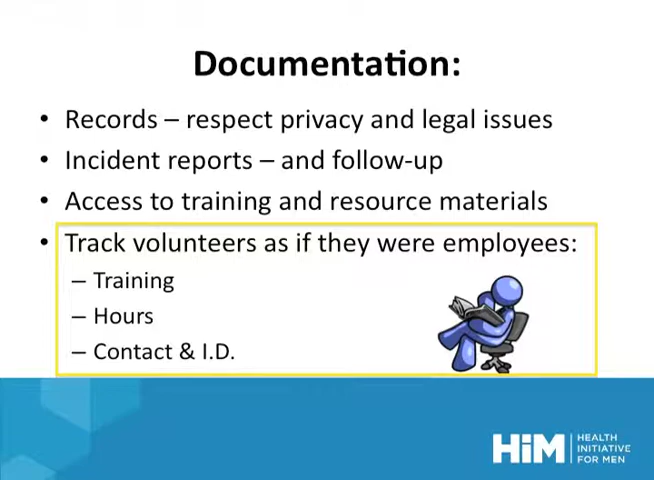 Documentation:
• Records – respect privacy and legal issues
• Incident reports – and follow-up
• Access to training and resource materials
• Track volunteers as if they were employees:
– Training
– Hours
– Contact & I.D.
HiM
HEALTH
INITIATIVE
FOR MEN